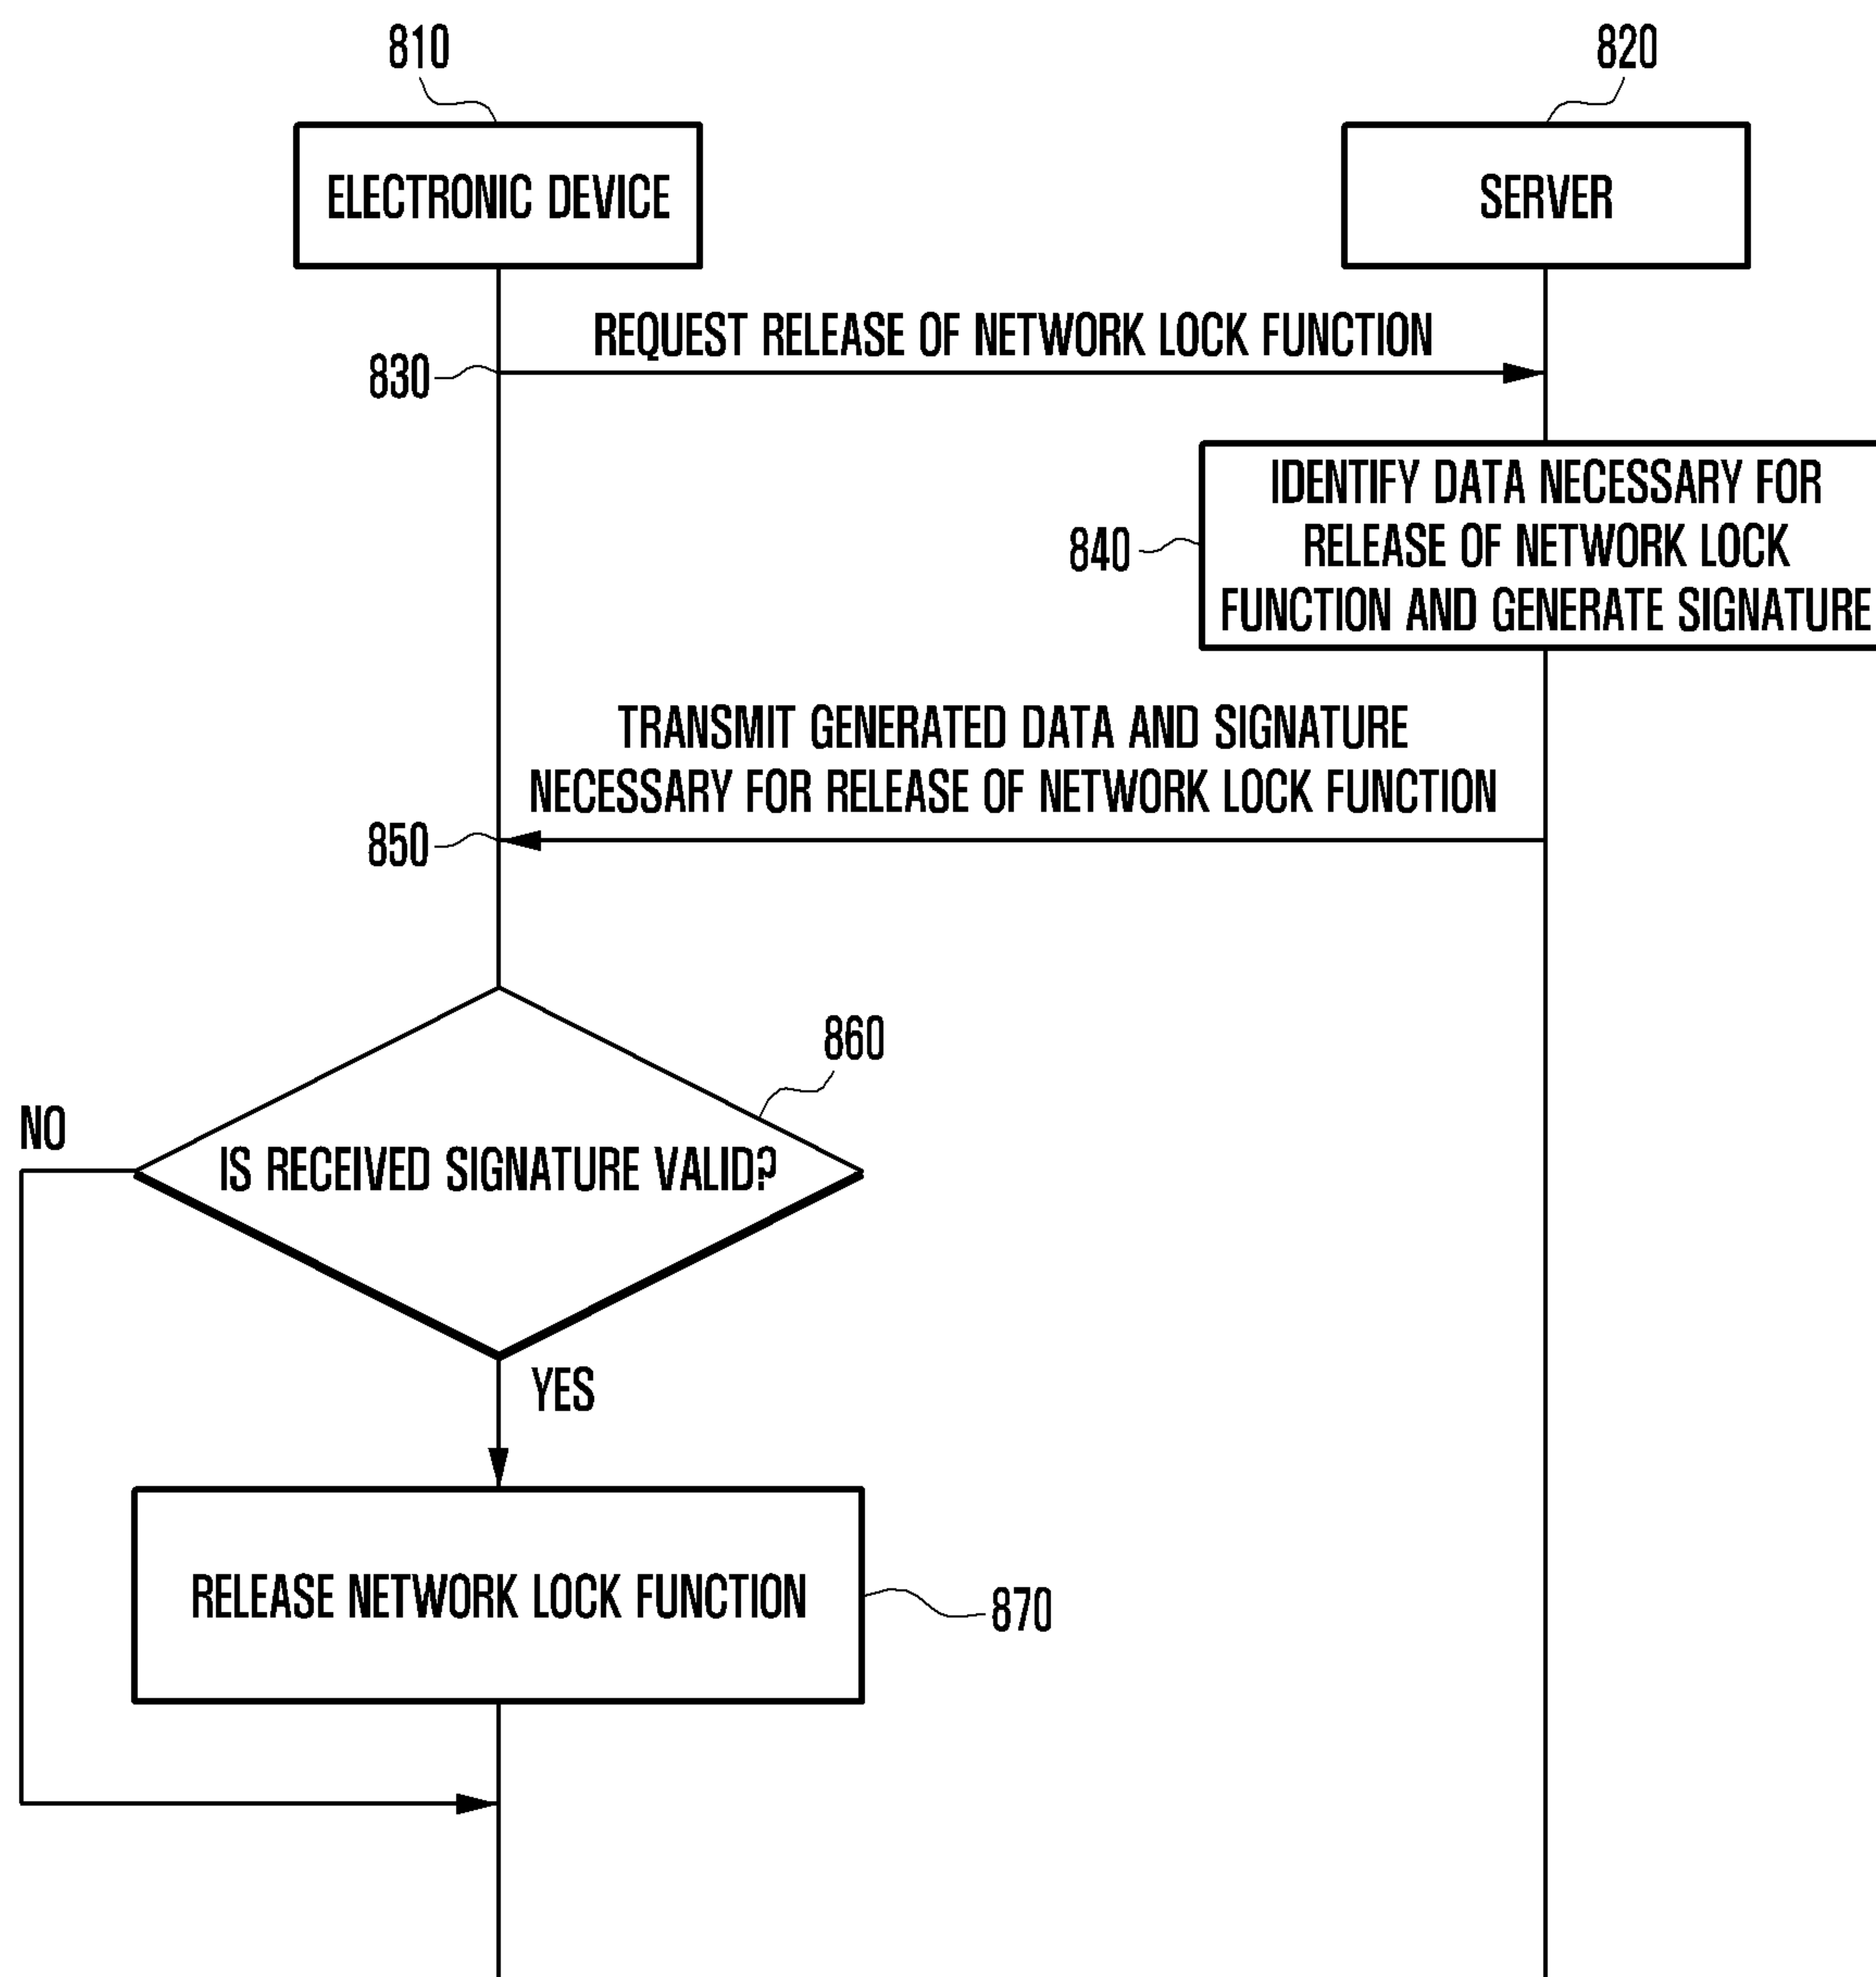 810
820
ELECTRONIC DEVICE
SERVER
REQUEST RELEASE OF NETWORK LOCK FUNCTION
830
IDENTIFY DATA NECESSARY FOR
RELEASE OF NETWORK LOCK
FUNCTION AND GENERATE SIGNATURE
840
TRANSMIT GENERATED DATA AND SIGNATURE
NECESSARY FOR RELEASE OF NETWORK LOCK FUNCTION
850
860
NO
IS RECEIVED SIGNATURE VALID?
YES
RELEASE NETWORK LOCK FUNCTION
870